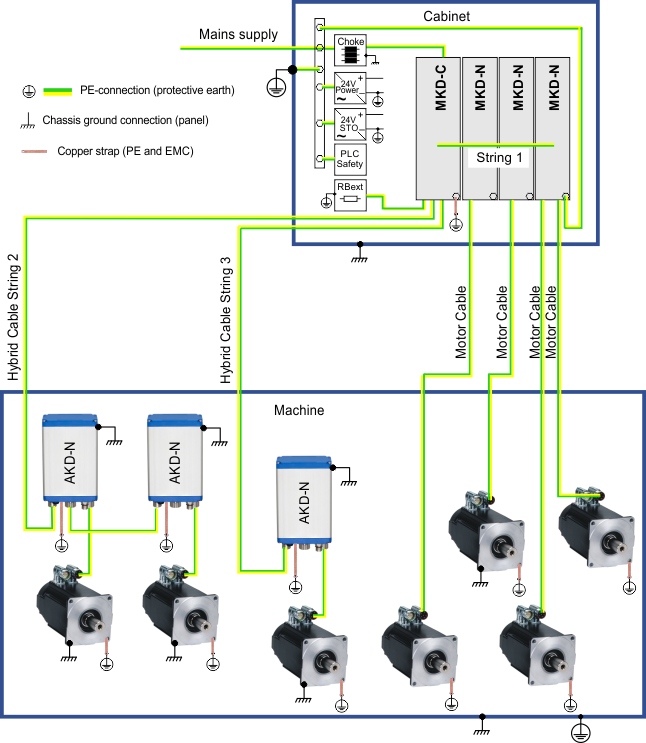 Cabinet
Mains supply
Choke
24V
Power
+
~
24V
STO
+
~
PLC
Safety
RBext
MKD-C
MKD-N
MKD-N
MKD-N
String 1
PE-connection (protective earth)
Chassis ground connection (panel)
Copper strap (PE and EMC)
Hybrid Cable String 2
Hybrid Cable String 3
Motor Cable
Motor Cable
Motor Cable
Motor Cable
Machine
AKD-N
AKD-N
AKD-N